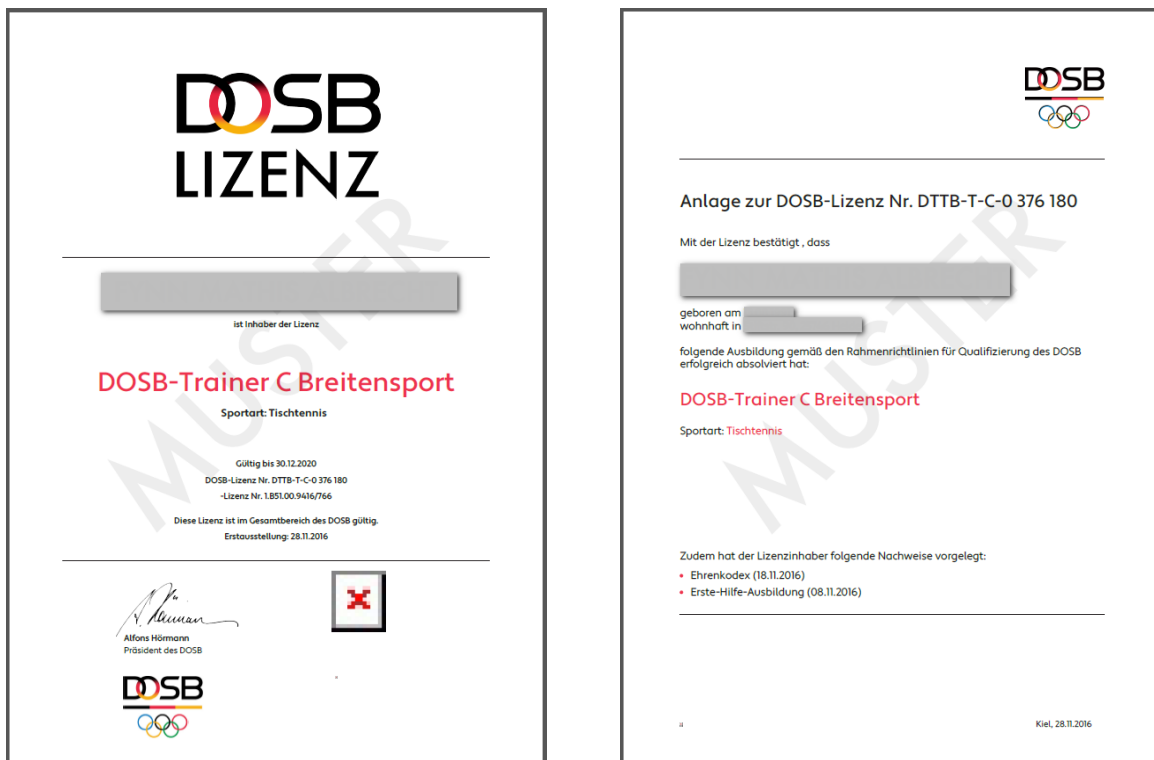 DOSB
LIZENZ
ist Inhaber der Lizenz
DOSB-Trainer C Breitensport
Sportart: Tischtennis
Gültig bis 30.12.2020
DOSB-Lizenz Nr. DTTB-T-C-0 376 180
-Lizenz Nr. 1.B51.00.9416/766
Diese Lizenz ist im Gesamtbereich des DOSB gültig.
Erstausstellung: 28.11.2016
MUSTER
Alfons Hörmann
Präsident des DOSB
DOSB
DOSB
Anlage zur DOSB-Lizenz Nr. DTTB-T-C-0 376 180
Mit der Lizenz bestätigt , dass
geboren am
wohnhaft in
folgende Ausbildung gemäß den Rahmenrichtlinien für Qualifizierung des DOSB
erfolgreich absolviert hat:
DOSB-Trainer C Breitensport
Sportart: Tischtennis
MUSTER
Zudem hat der Lizenzinhaber folgende Nachweise vorgelegt:
• Ehrenkodex (18.11.2016)
• Erste-Hilfe-Ausbildung (08.11.2016)
Kiel, 28.11.2016